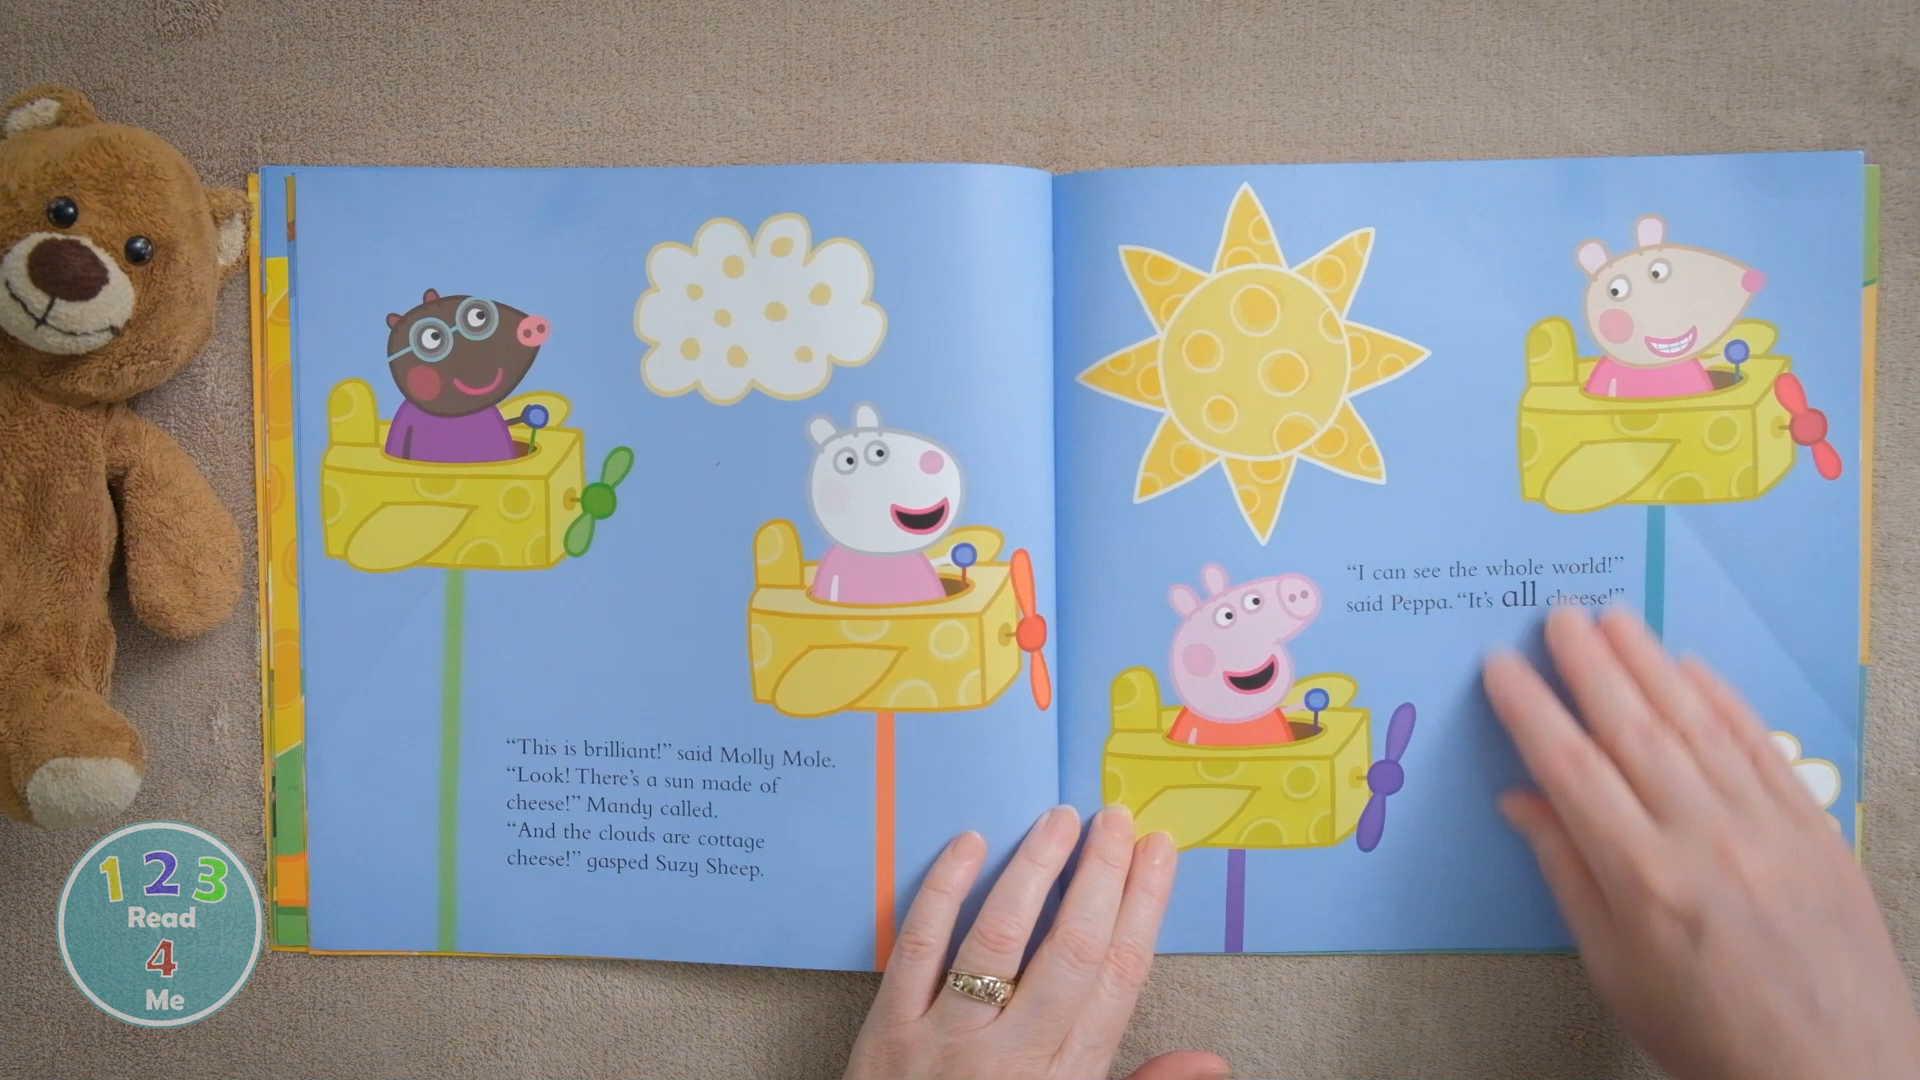 “This is brilliant!” said Molly Mole.
“Look! There’s a sun made of
cheese!” Mandy called.
“And the clouds are cottage
cheese!” gasped Suzy Sheep.
“I can see the whole world!”
said Peppa. “It’s all cheese!”
1 2 3
Read
4
Me